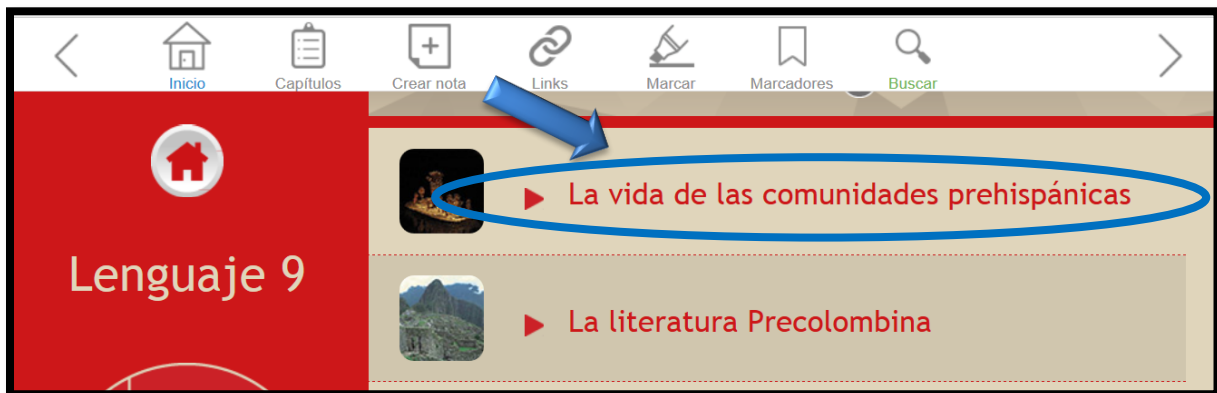 Inicio
Capítulos
Crear nota
Links
Marcar
Marcadores
Buscar
Lenguaje 9
La vida de las comunidades prehispánicas
La literatura Precolombina